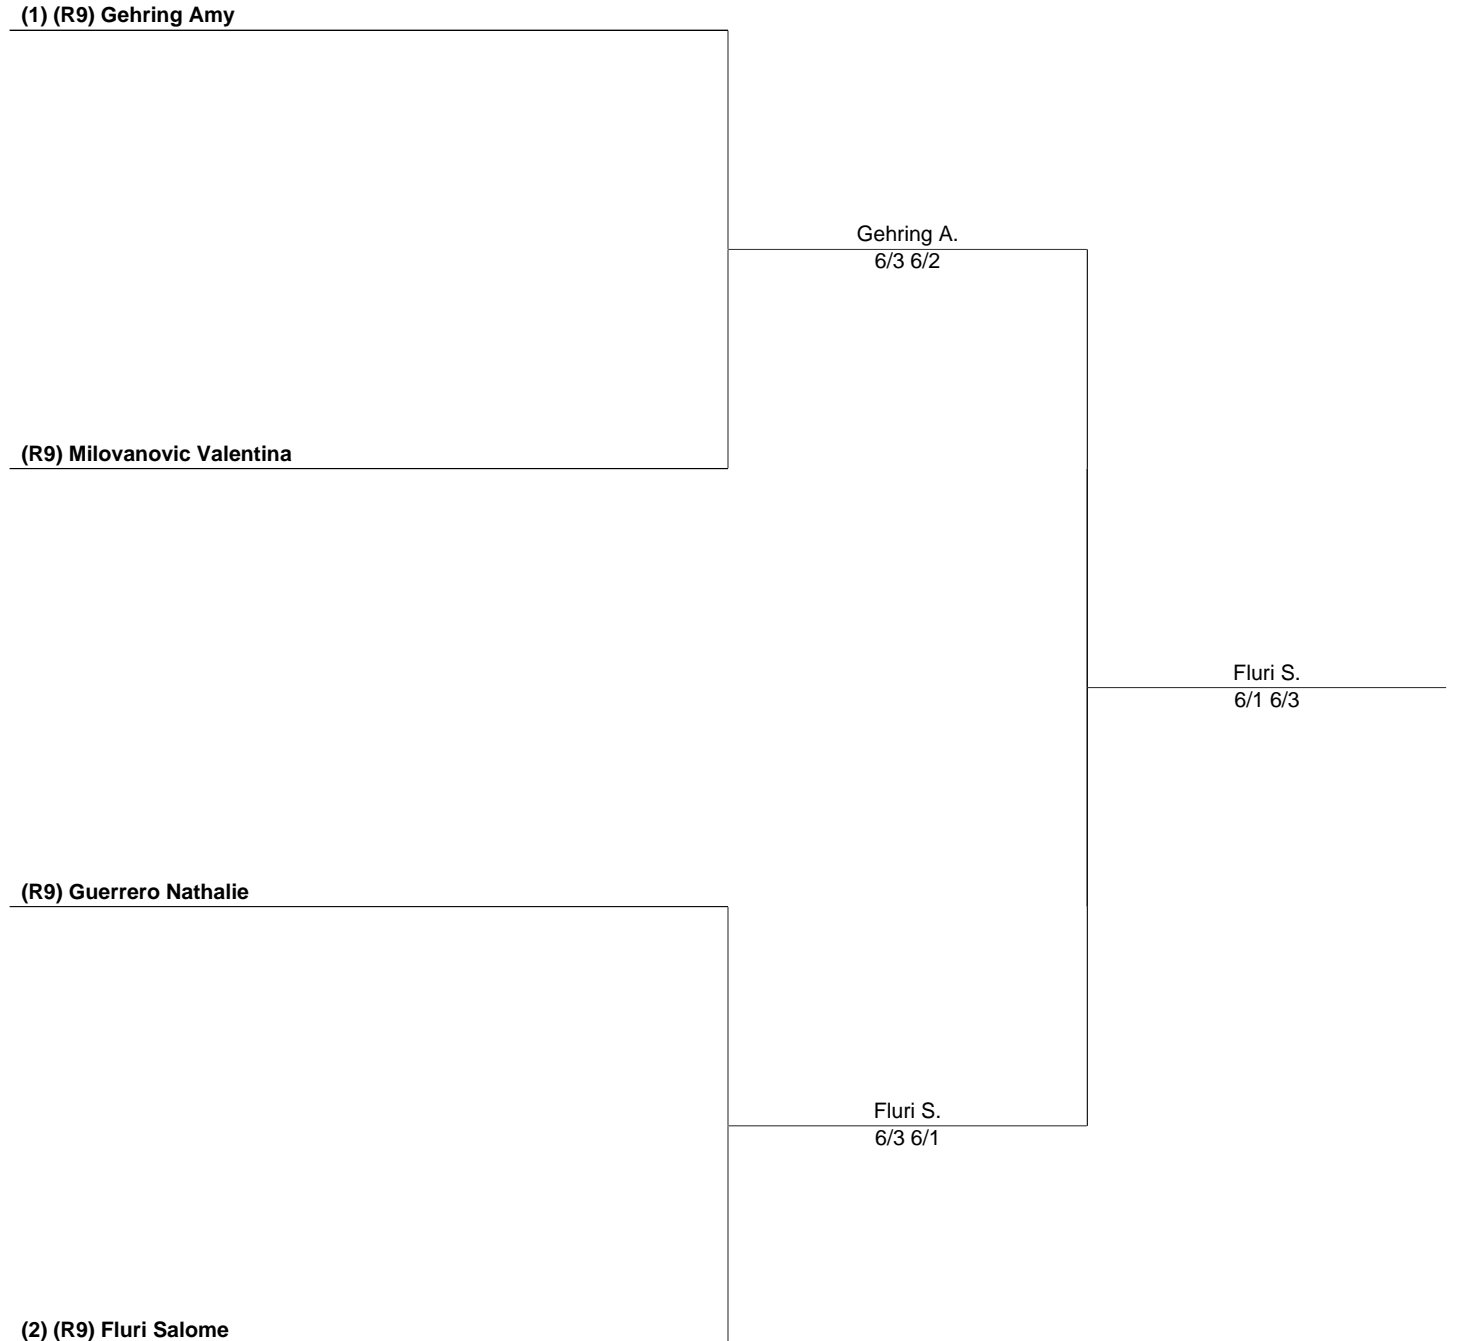 (1) (R9) Gehring Amy
Gehring A.
6/3 6/2
(R9) Milovanovic Valentina
Fluri S.
6/1 6/3
(R9) Guerrero Nathalie
Fluri S.
6/3 6/1
(2) (R9) Fluri Salome